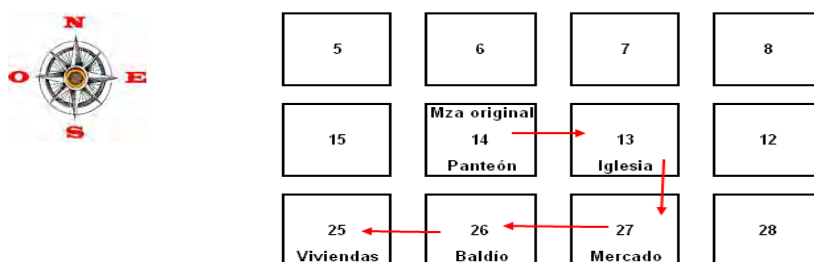 N
O E
S
5 6 7 8
Mza original
15 14 13 12
Panteón Iglesia
25 26 27 28
Viviendas Baldío Mercado